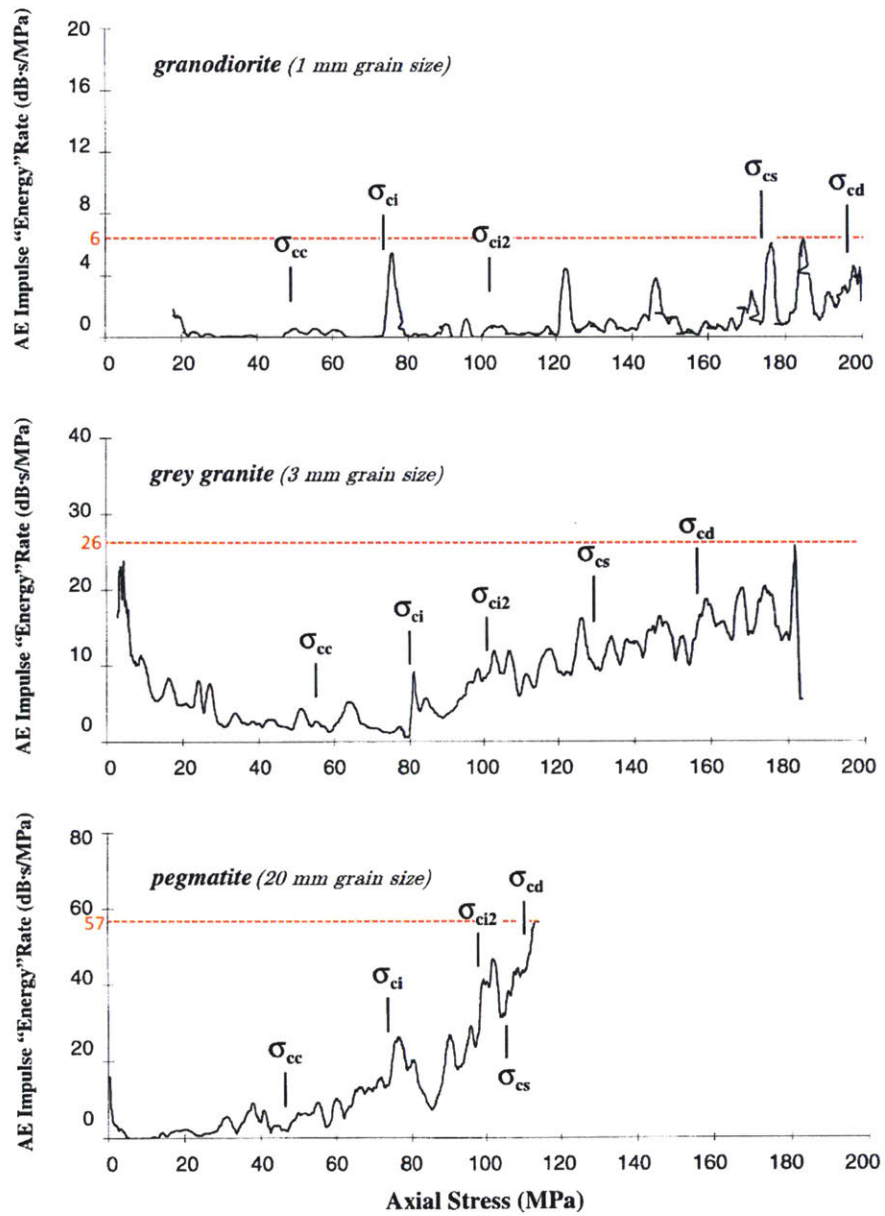 AE Impulse “Energy”Rate (dB·s/MPa)
20
16
12
8
6
4
0
granodiorite (1 mm grain size)
σcc
σci
σci2
σcs
σcd
0 20 40 60 80 100 120 140 160 180 200
AE Impulse “Energy”Rate (dB·s/MPa)
40
30
26
20
10
0
grey granite (3 mm grain size)
σcc
σci
σci2
σcs
σcd
0 20 40 60 80 100 120 140 160 180 200
AE Impulse “Energy”Rate (dB·s/MPa)
80
60
57
40
20
0
pegmatite (20 mm grain size)
σcc
σci
σci2
σcs
σcd
0 20 40 60 80 100 120 140 160 180 200
Axial Stress (MPa)